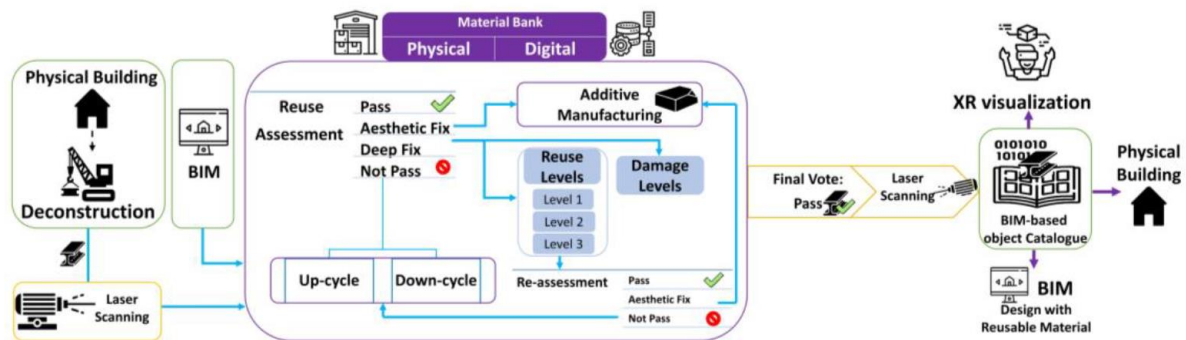 Material Bank
Physical
Digital
Physical Building
Deconstruction
Laser
Scanning
BIM
Reuse
Assessment
Pass
Aesthetic Fix
Deep Fix
Not Pass
Additive
Manufacturing
Reuse
Levels
Level 1
Level 2
Level 3
Damage
Levels
Up-cycle
Down-cycle
Re-assessment
Pass
Aesthetic Fix
Not Pass
Final Vote:
Pass
Laser
Scanning
XR visualization
0101010
1010
BIM-based
object Catalogue
Physical
Building
BIM
Design with
Reusable Material